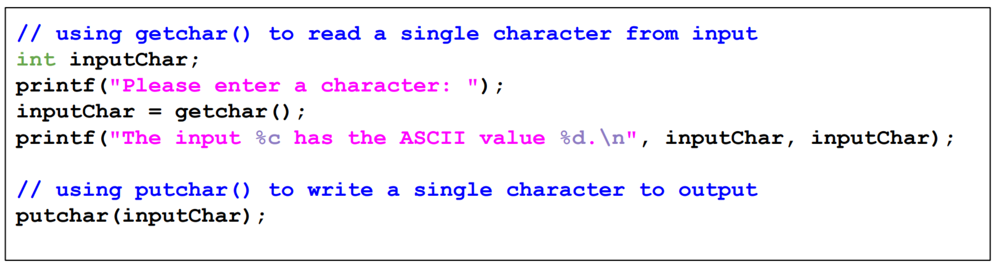 // using getchar() to read a single character from input
int inputChar;
printf("Please enter a character: ");
inputChar = getchar();
printf("The input %c has the ASCII value %d.\n", inputChar, inputChar);
// using putchar() to write a single character to output
putchar(inputChar);